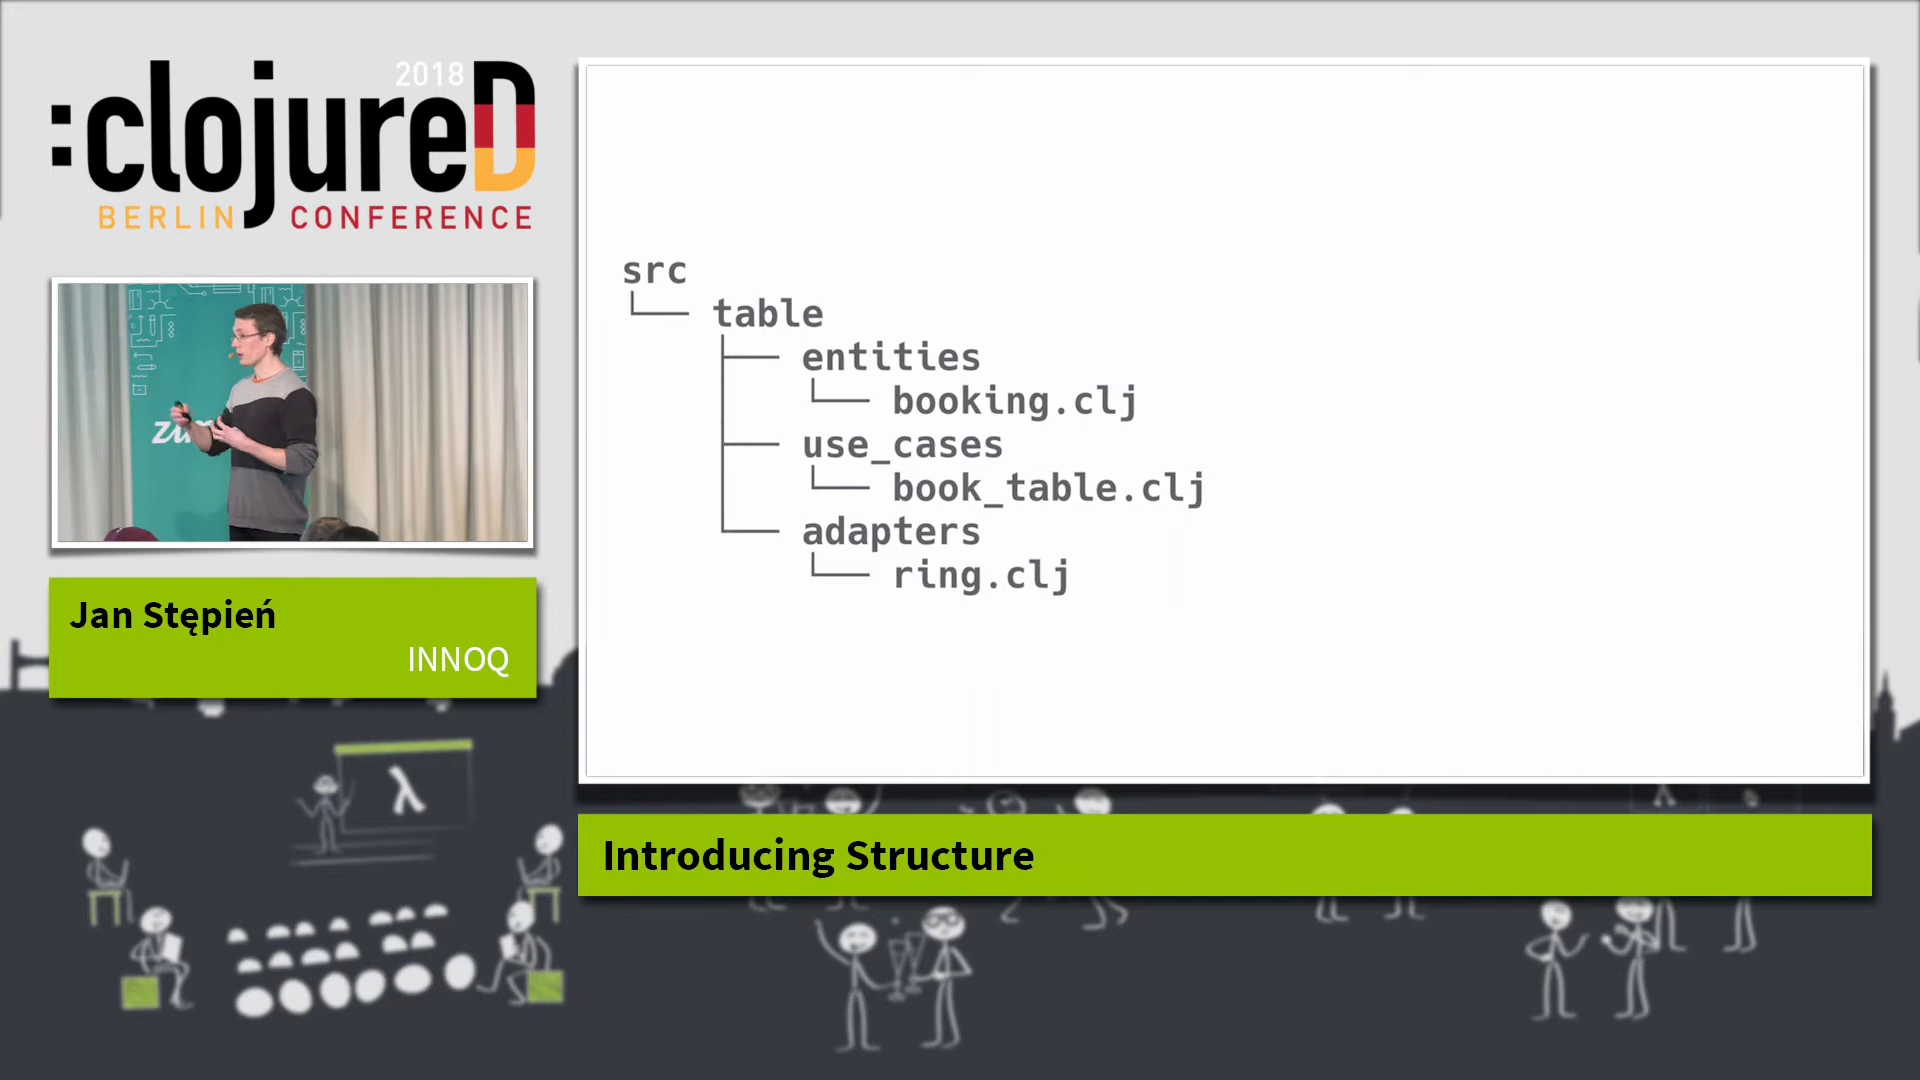 2018
:clojureD
BERLIN CONFERENCE
Jan Stępień
INNOQ
src
└── table
├── entities
│ └── booking.clj
├── use_cases
│ └── book_table.clj
└── adapters
└── ring.clj
Introducing Structure
λ